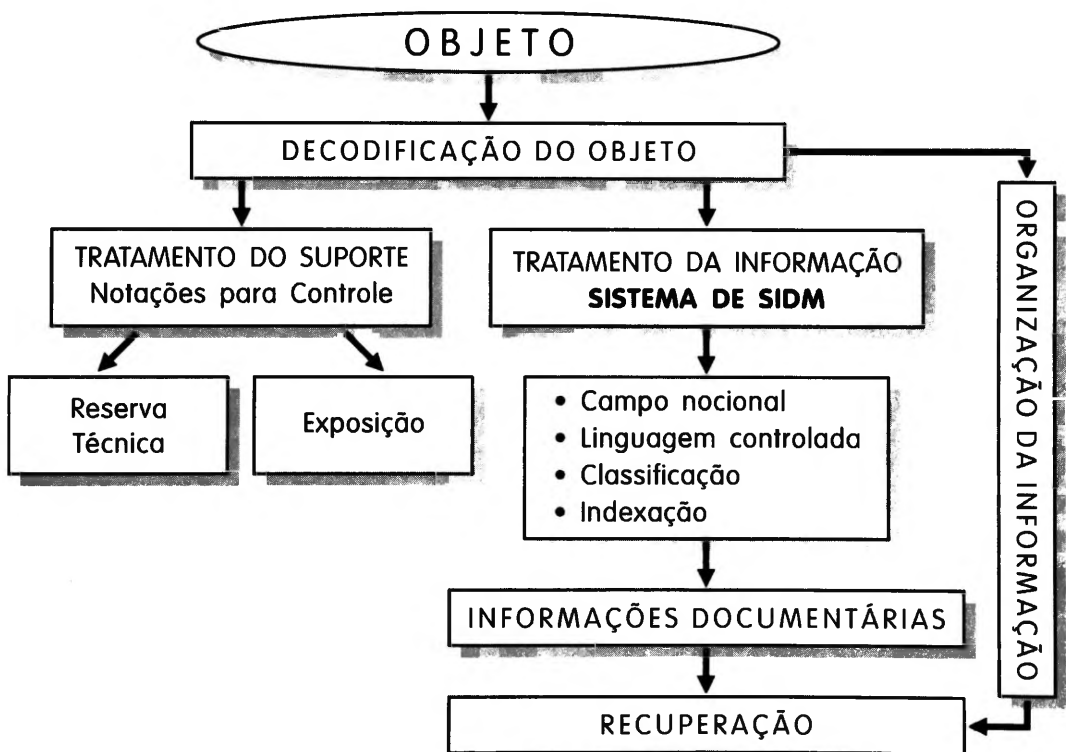 OBJETO
DECODIFICAÇÃO DO OBJETO
TRATAMENTO DO SUPORTE
Notações para Controle
Reserva
Técnica
Exposição
TRATAMENTO DA INFORMAÇÃO
SISTEMA DE SIDM
• Campo nocional
• Linguagem controlada
• Classificação
• Indexação
INFORMAÇÕES DOCUMENTÁRIAS
RECUPERAÇÃO
ORGANIZAÇÃO DA INFORMAÇÃO